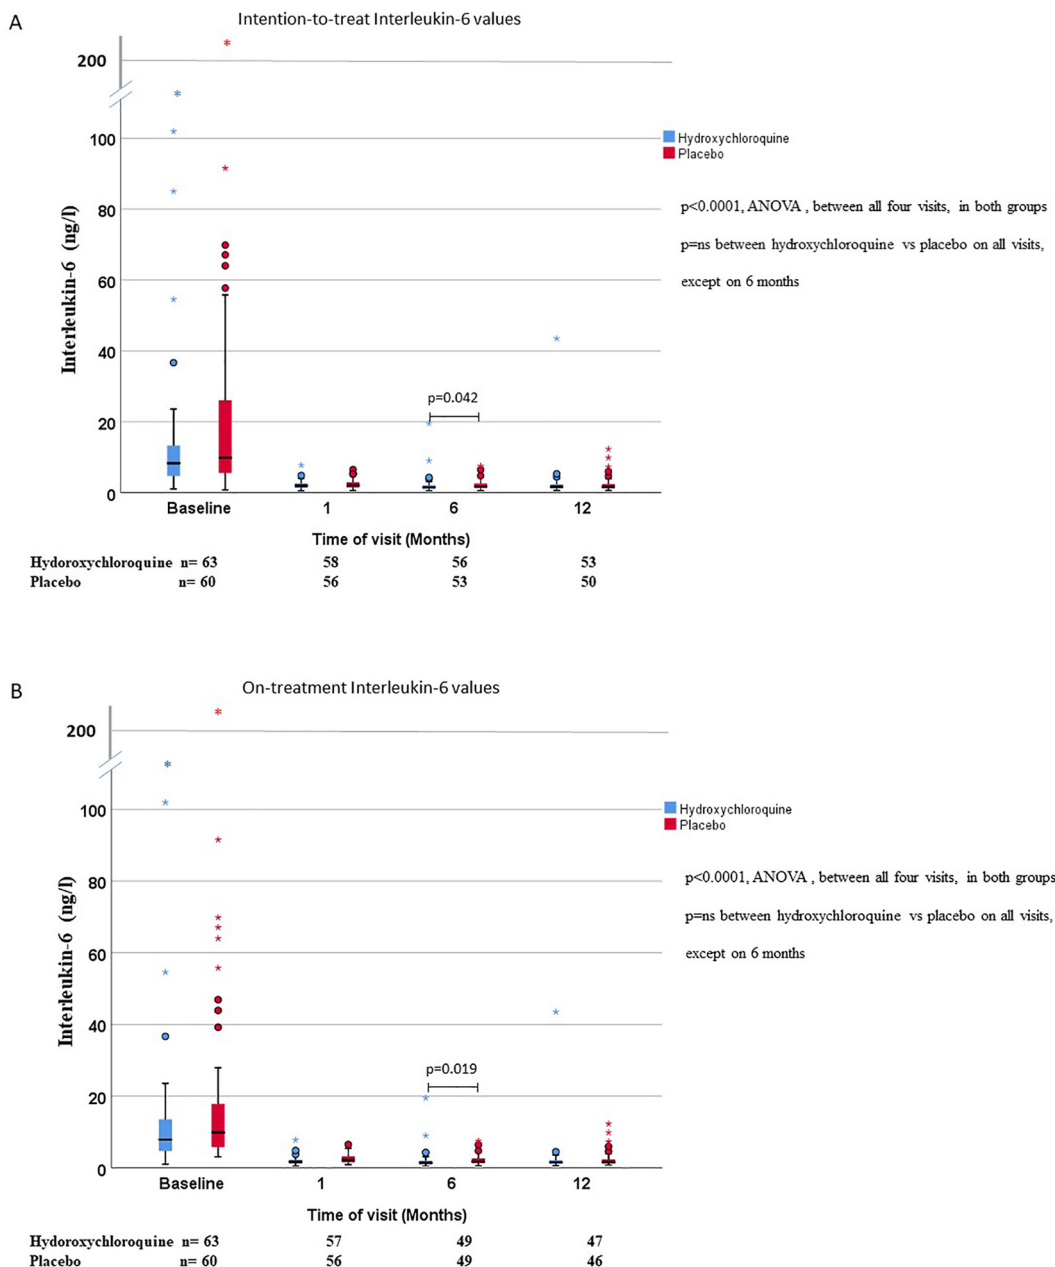 A
Intention-to-treat Interleukin-6 values
200
100
80
60
40
20
0
Interleukin-6 (ng/l)
Hydroxychloroquine
Placebo
p<0.0001, ANOVA , between all four visits, in both groups
p=ns between hydroxychloroquine vs placebo on all visits,
except on 6 months
p=0.042
Baseline 1 6 12
Time of visit (Months)
Hydoroxychloroquine n= 63 58 56 53
Placebo n= 60 56 53 50
B
On-treatment Interleukin-6 values
200
100
80
60
40
20
0
Interleukin-6 (ng/l)
Hydroxychloroquine
Placebo
p<0.0001, ANOVA , between all four visits, in both groups
p=ns between hydroxychloroquine vs placebo on all visits,
except on 6 months
p=0.019
Baseline 1 6 12
Time of visit (Months)
Hydoroxychloroquine n= 63 57 49 47
Placebo n= 60 56 49 46